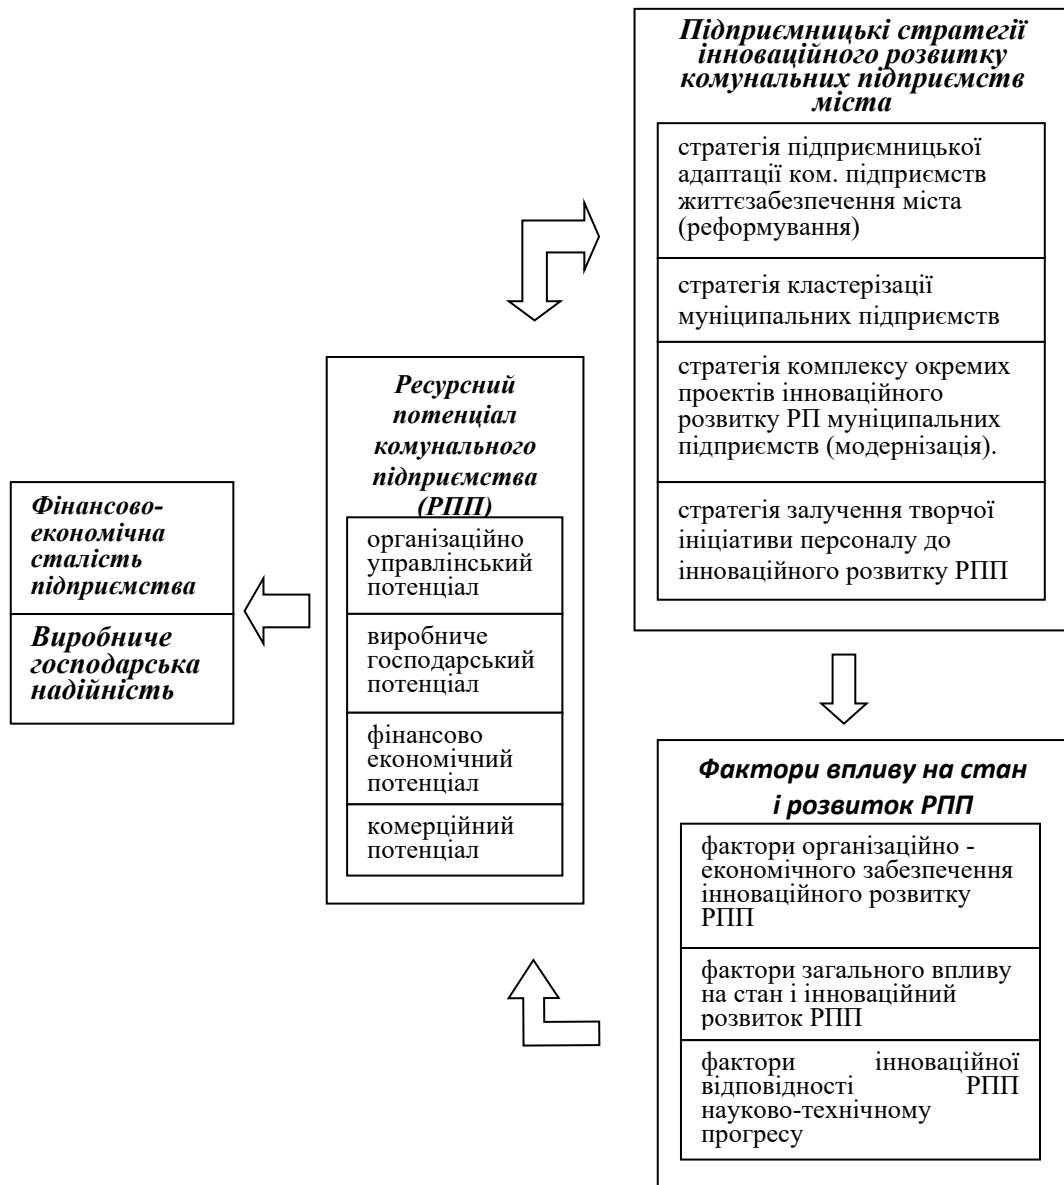 Підприємницькі стратегії
інноваційного розвитку
комунальних підприємств
міста
стратегія підприємницької
адаптації ком. підприємств
життєзабезпечення міста
(реформування)
стратегія кластерізації
муніципальних підприємств
стратегія комплексу окремих
проектів інноваційного
розвитку РП муніципальних
підприємств (модернізація).
стратегія залучення творчої
ініціативи персоналу до
інноваційного розвитку РПП
Ресурсний
потенціал
комунального
підприємства
(РПП)
організаційно
управлінський
потенціал
виробниче
господарський
потенціал
фінансово
економічний
потенціал
комерційний
потенціал
Фінансово-
економічна
сталість
підприємства
Виробниче
господарська
надійність
Фактори впливу на стан
і розвиток РПП
фактори організаційно -
економічного забезпечення
інноваційного розвитку
РПП
фактори загального впливу
на стан і інноваційний
розвиток РПП
фактори інноваційної
відповідності РПП
науково-технічному
прогресу